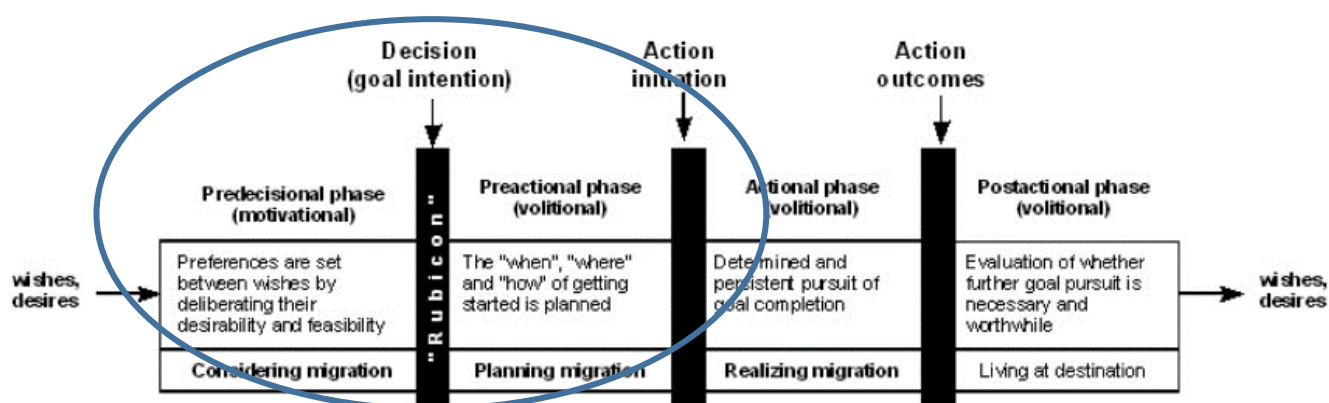 Decision
(goal intention)
Action
initiation
Action
outcomes
Predecisional phase
(motivational)
"Rubicon"
Preactional phase
(volitional)
Actional phase
(volitional)
Postactional phase
(volitional)
wishes,
desires
Preferences are set
between wishes by
deliberating their
desirability and feasibility
The "when", "where"
and "how" of getting
started is planned
Determined and
persistent pursuit of
goal completion
Evaluation of whether
further goal pursuit is
necessary and
worthwhile
wishes,
desires
Considering migration
Planning migration
Realizing migration
Living at destination